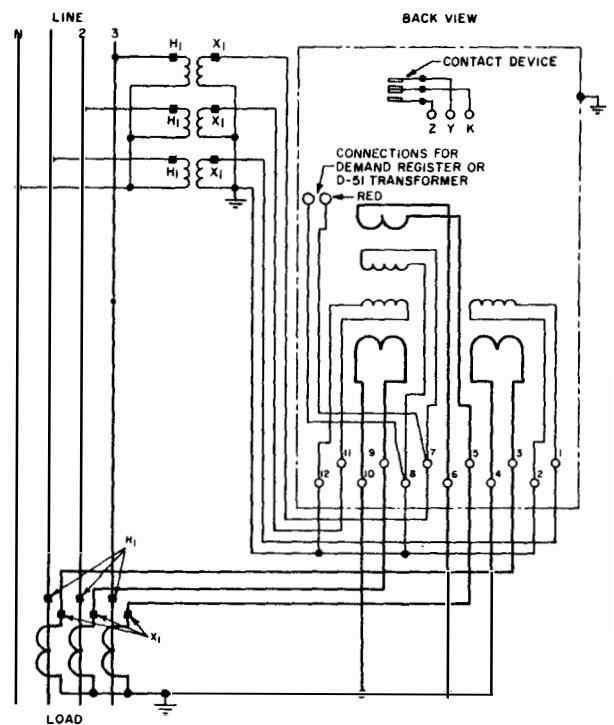 LINE
BACK VIEW
N 2 3
H1 X1
CONTACT DEVICE
H1 X1
Z Y K
CONNECTIONS FOR
DEMAND REGISTER OR
D-51 TRANSFORMER
H1 X1
RED
12 11 10 9 8 7 6 5 4 3 2 1
H1
X1
LOAD